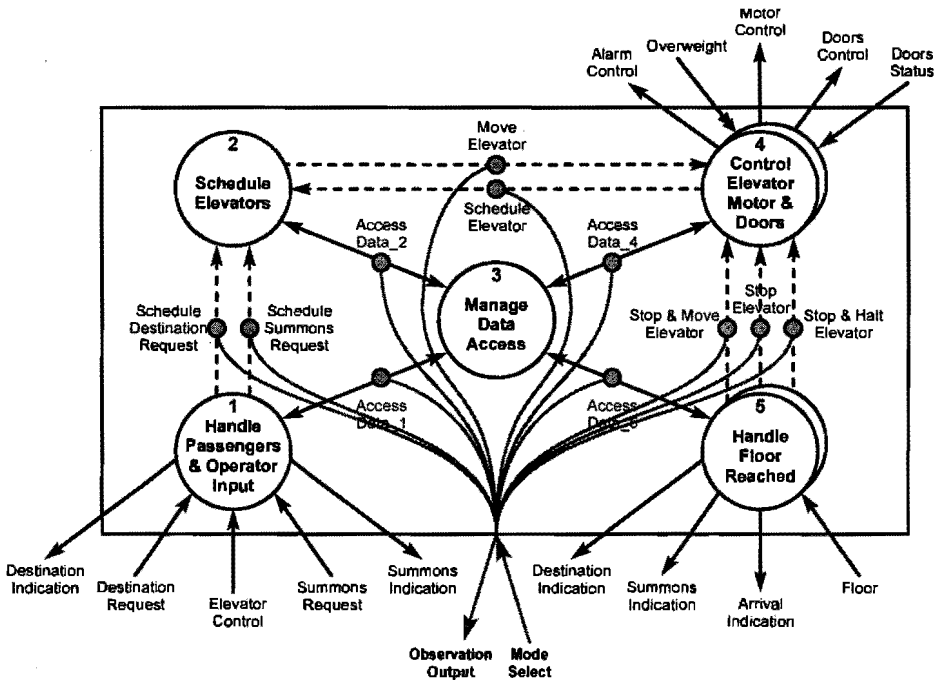 Motor
Control
Overweight
Doors
Control
Alarm
Control
Doors
Status
Move
Elevator
2
Schedule
Elevators
4
Control
Elevator
Motor &
Doors
Schedule
Elevator
Access
Data_2
Access
Data_4
3
Manage
Data
Access
Schedule
Destination
Request
Schedule
Summons
Request
Stop & Move
Elevator
Stop
Elevator
Stop & Halt
Elevator
Access
Data_1
Access
1
Handle
Passengers
& Operator
Input
5
Handle
Floor
Reached
Destination
Indication
Destination
Request
Elevator
Control
Summons
Request
Summons
Indication
Destination
Indication
Summons
Indication
Arrival
Indication
Floor
Observation
Output
Mode
Select